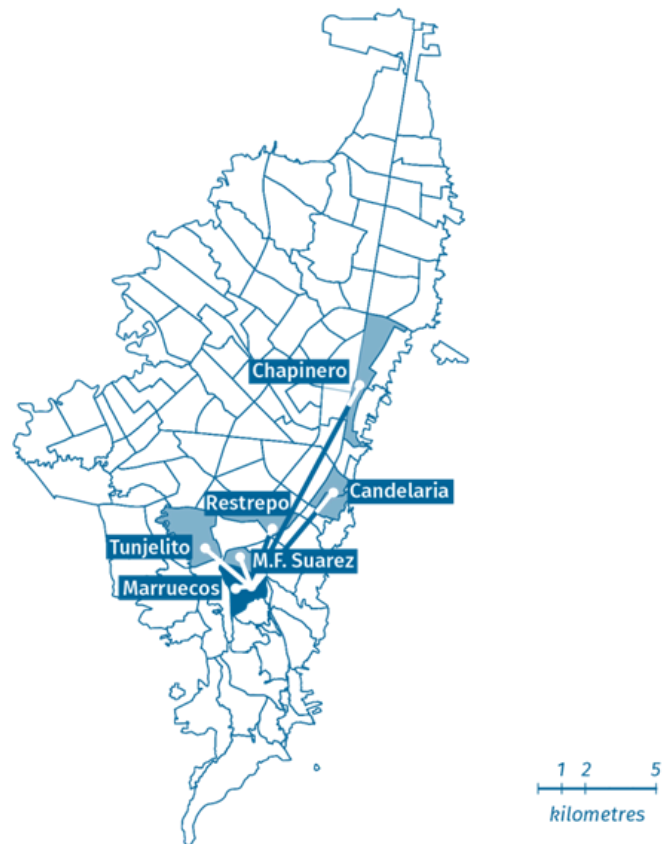 Chapinero
Candelaria
Restrepo
Tunjelito
M.F. Suarez
Marruecos
1 2 5
kilometres